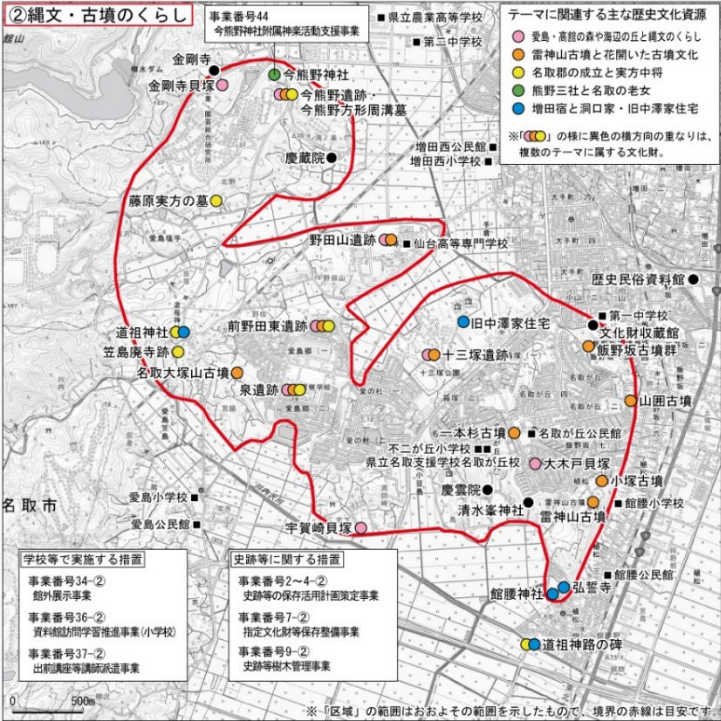 ②縄文・古墳のくらし
事業番号44
今熊野神社附属神楽活動支援事業
■県立農業高等学校
■第二中学校
テーマに関連する主な歴史文化資源
愛島・高館の森や海辺の丘と縄文のくらし
雷神山古墳と花開いた古墳文化
名取郡の成立と実方中将
熊野三社と名取の老女
増田宿と洞口家・旧中澤家住宅
※「　」の様に異色の横方向の重なりは、
複数のテーマに属する文化財。
金剛寺
樽水ダム
金剛寺貝塚
今熊野神社
今熊野遺跡・
今熊野方形周溝墓
慶蔵院
増田西公民館■
増田西小学校■
藤原実方の墓
野田山遺跡
■仙台高等専門学校
歴史民俗資料館
道祖神社
笠島廃寺跡
前野田東遺跡
旧中澤家住宅
■第一中学校
文化財収蔵館
飯野坂古墳群
十三塚遺跡
十三塚公園
名取大塚山古墳
泉遺跡
山囲古墳
一本杉古墳
■名取が丘公民館
不二が丘小学校■■
県立名取支援学校名取が丘校
大木戸貝塚
小塚古墳
慶雲院
清水峯神社
雷神山古墳
■館腰小学校
名取市
愛島小学校■
愛島公民館■
宇賀崎貝塚
■館腰公民館
館腰神社
弘誓寺
道祖神路の碑
学校等で実施する措置
事業番号34-②
館外展示事業
事業番号36-②
資料館訪問学習推進事業(小学校)
事業番号37-②
出前講座等講師派遣事業
史跡等に関する措置
事業番号2～4-②
史跡等の保存活用計画策定事業
事業番号7-②
指定文化財等保存整備事業
事業番号9-②
史跡等樹木管理事業
0 500m
※「区域」の範囲はおおよその範囲を示したもので、境界の赤線は目安です。